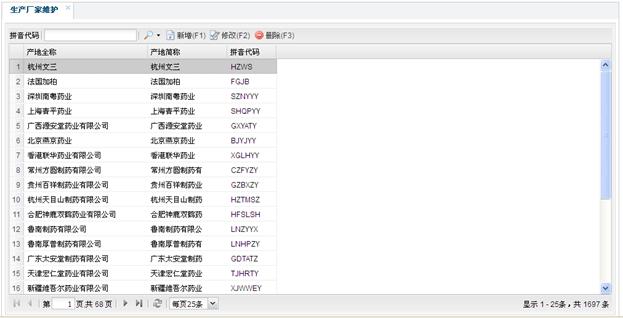 生产厂家维护
拼音代码 新增(F1) 修改(F2) 删除(F3)
产地全称 产地简称 拼音代码
1 杭州文三 杭州文三 HZWS
2 法国加柏 法国加柏 FGJB
3 深圳南粤药业 深圳南粤药业 SZNYYY
4 上海青平药业 上海青平药业 SHQPYY
5 广西源安堂药业有限公司 广西源安堂药业 GXYATY
6 北京燕京药业 北京燕京药业 BJYJYY
7 香港联华药业有限公司 香港联华药业 XGLHYY
8 常州方圆制药有限公司 常州方圆制药有 CZFYZY
9 贵州百祥制药有限公司 贵州百祥制药业 GZBXZY
10 杭州天目山制药有限公司 杭州天目山制药 HZTMSZ
11 合肥神鹿双鹤药业有限公司 合肥神鹿双鹤药 HFSLSH
12 鲁南制药有限公司 鲁南制药有限公 LNZYYX
13 鲁南厚普制药有限公司 鲁南厚普制药有 LNHPZY
14 广东太安堂制药有限公司 广东太安堂制药 GDTATZ
15 天津宏仁堂药业有限公司 天津宏仁堂药业 TJHRTY
16 新疆维吾尔药业有限公司 新疆维吾尔药业 XJWWEY
第 1 页,共 68 页 每页25条 显示 1 - 25条，共 1697 条